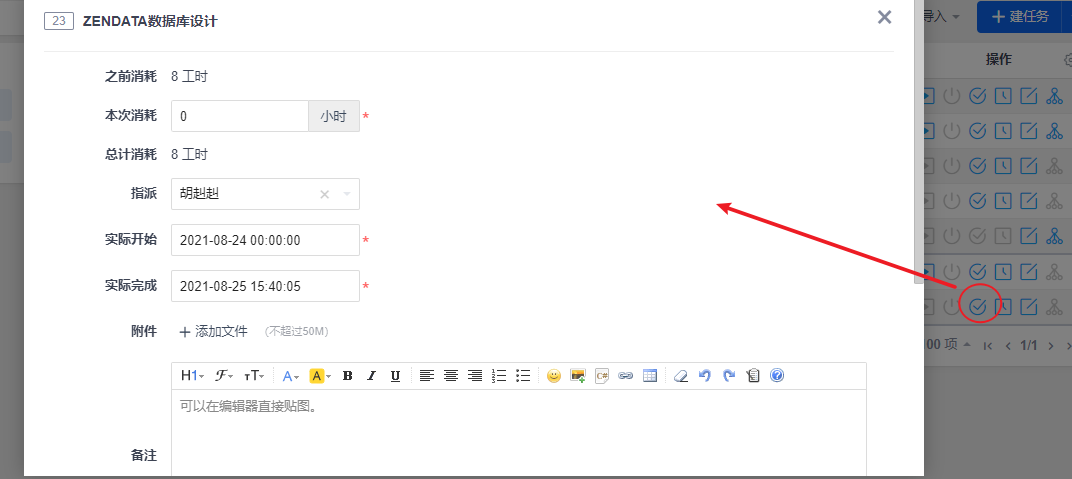 23 ZENDATA数据库设计
导入
建任务
操作
之前消耗 8 工时
本次消耗 0 小时 *
总计消耗 8 工时
指派 胡赳赳
实际开始 2021-08-24 00:00:00 *
实际完成 2021-08-25 15:40:05 *
附件 添加文件 (不超过50M)
00 项 1/1
H1 ℱ тT A A B I U C#
可以在编辑器直接贴图。
备注